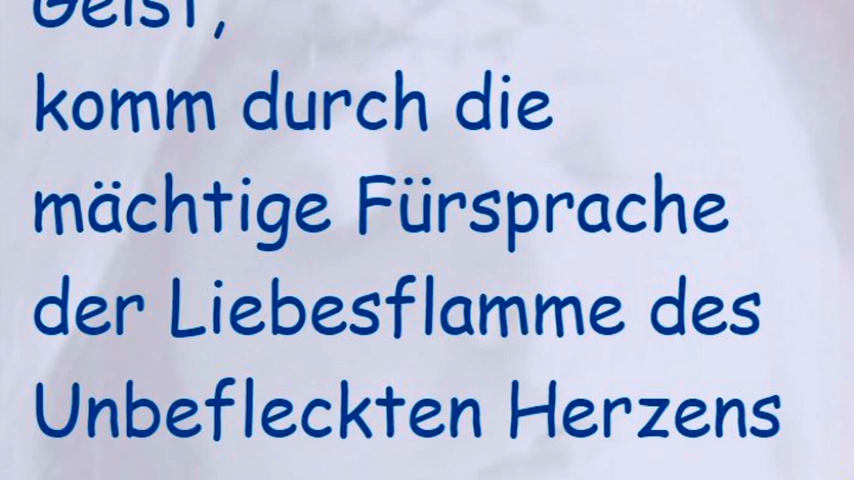 Geist,
komm durch die
mächtige Fürsprache
der Liebesflamme des
Unbefleckten Herzens